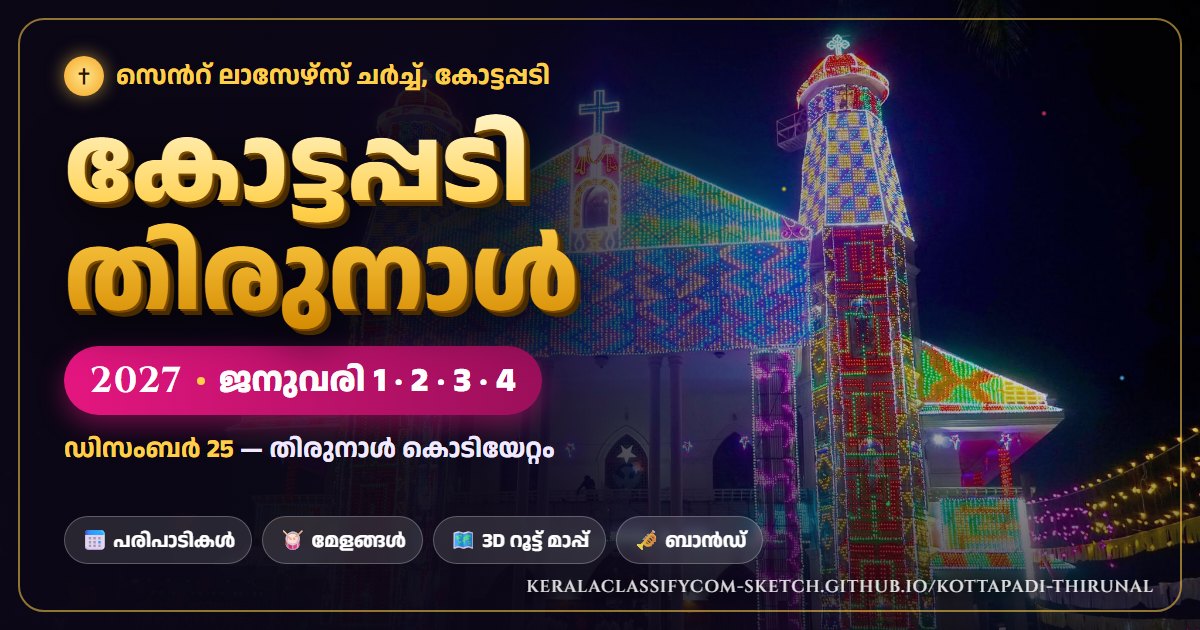 സെൻറ് ലാസേഴ്സ് ചർച്ച്, കോട്ടപ്പടി
കോട്ടപ്പടി
തിരുനാൾ
2027 • ജനുവരി 1 · 2 · 3 · 4
ഡിസംബർ 25 — തിരുനാൾ കൊടിയേറ്റം
പരിപാടികൾ
മേളങ്ങൾ
3D റൂട്ട് മാപ്പ്
ബാൻഡ്
KERALACLASSIFYCOM-SKETCH.GITHUB.IO/KOTTAPADI-THIRUNAL